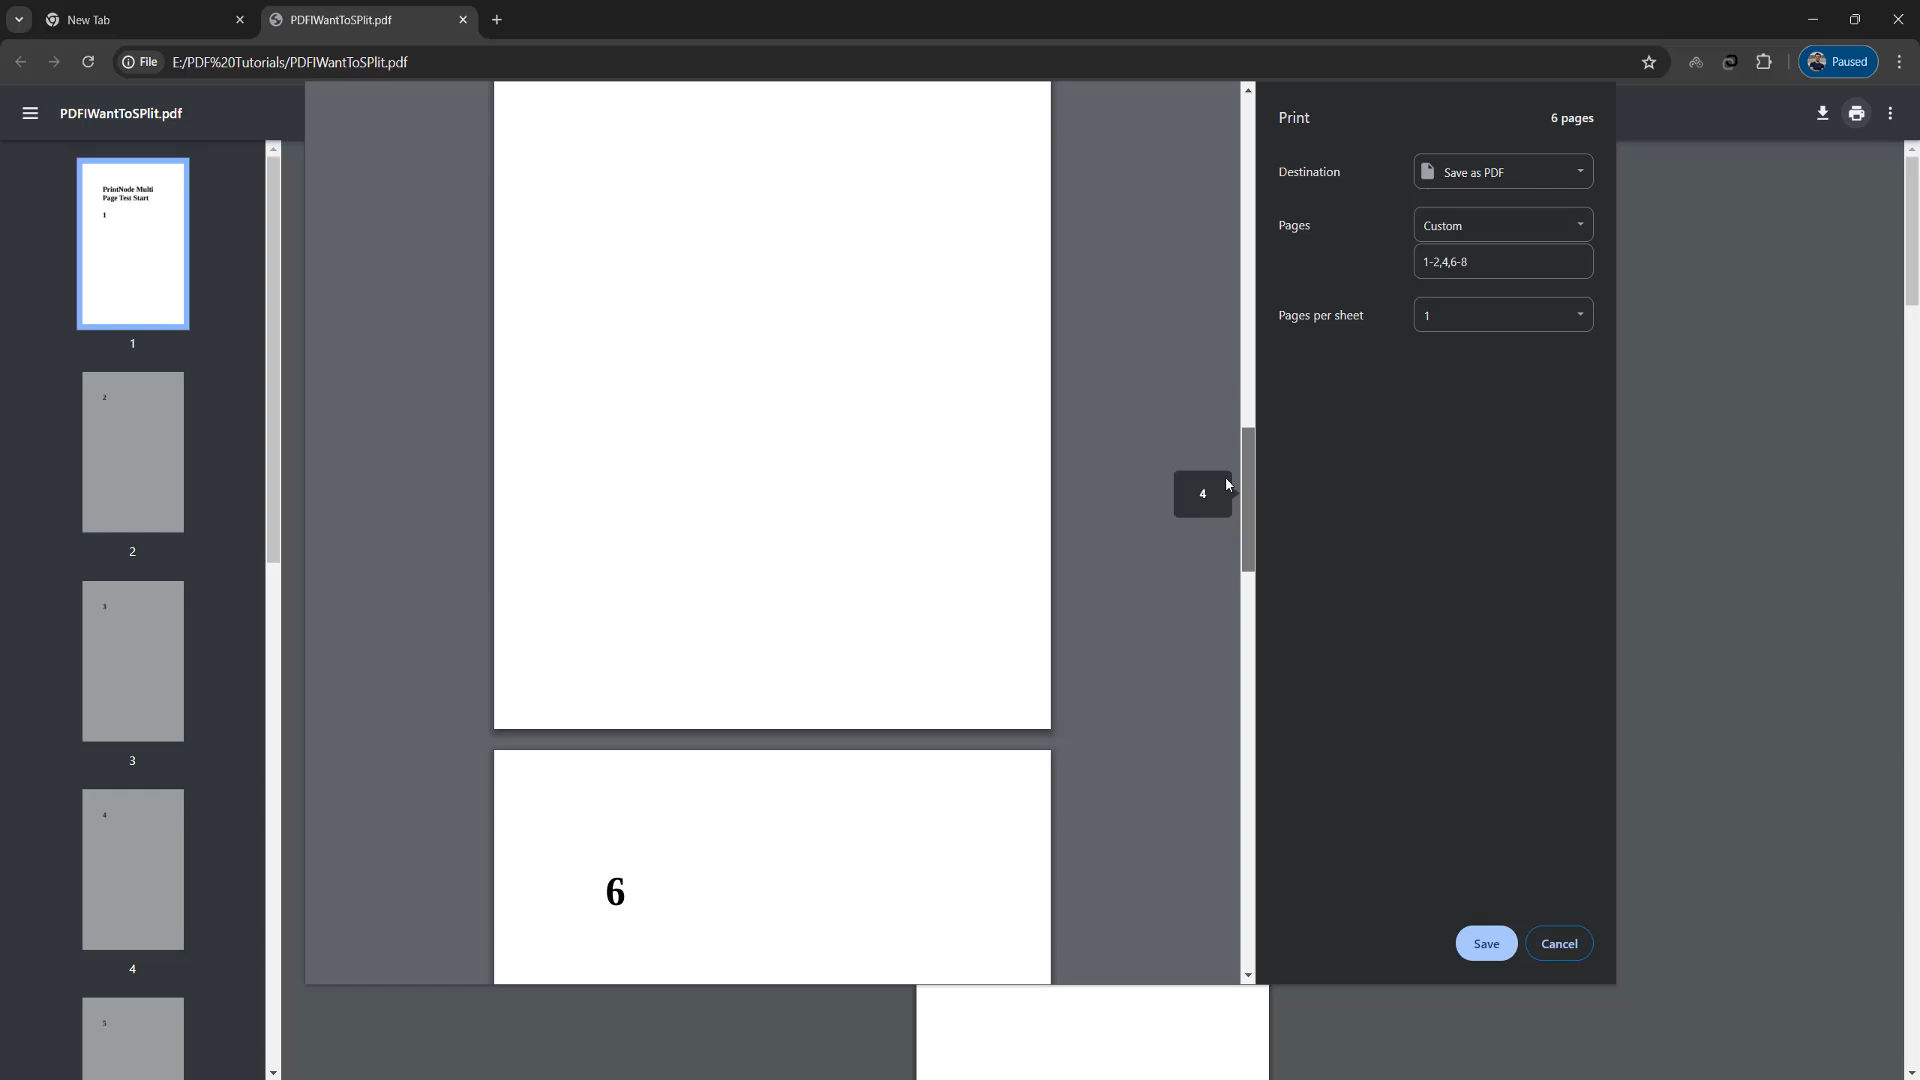 New Tab
PDFIWantToSPlit.pdf
File
E:/PDF%20Tutorials/PDFIWantToSPlit.pdf
Paused
PDFIWantToSPlit.pdf
PrintNode Multi
Page Test Start
1
1
2
2
3
3
4
4
5
6
4
Print
6 pages
Destination
Save as PDF
Pages
Custom
1-2,4,6-8
Pages per sheet
1
Save
Cancel